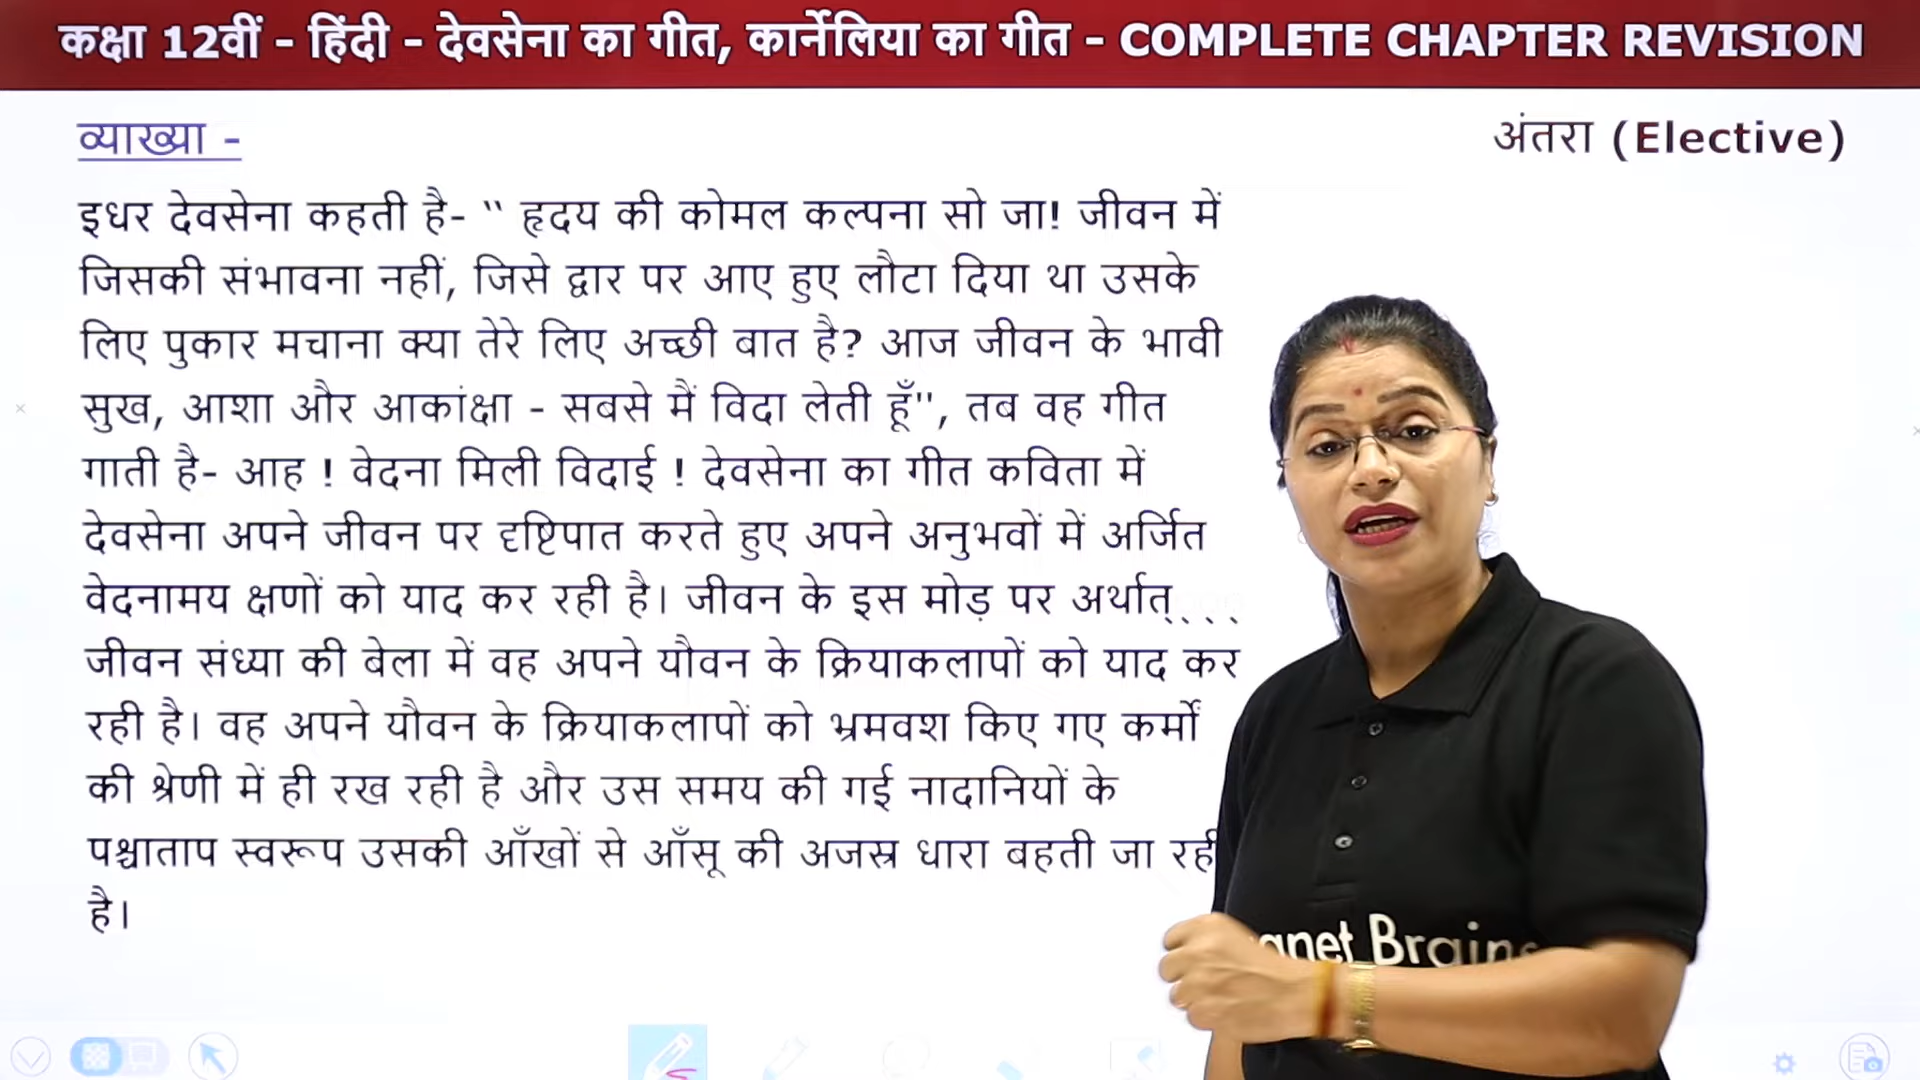 कक्षा 12वीं - हिंदी - देवसेना का गीत, कार्नेलिया का गीत - COMPLETE CHAPTER REVISION
व्याख्या -
अंतरा (Elective)
इधर देवसेना कहती है- '' हृदय की कोमल कल्पना सो जा! जीवन में
जिसकी संभावना नहीं, जिसे द्वार पर आए हुए लौटा दिया था उसके
लिए पुकार मचाना क्या तेरे लिए अच्छी बात है? आज जीवन के भावी
सुख, आशा और आकांक्षा - सबसे मैं विदा लेती हूँ'', तब वह गीत
गाती है- आह ! वेदना मिली विदाई ! देवसेना का गीत कविता में
देवसेना अपने जीवन पर दृष्टिपात करते हुए अपने अनुभवों में अर्जित
वेदनामय क्षणों को याद कर रही है। जीवन के इस मोड़ पर अर्थात्
जीवन संध्या की बेला में वह अपने यौवन के क्रियाकलापों को याद कर
रही है। वह अपने यौवन के क्रियाकलापों को भ्रमवश किए गए कर्मों
की श्रेणी में ही रख रही है और उस समय की गई नादानियों के
पश्चाताप स्वरूप उसकी आँखों से आँसू की अजस्र धारा बहती जा रही
है।
anet Brains